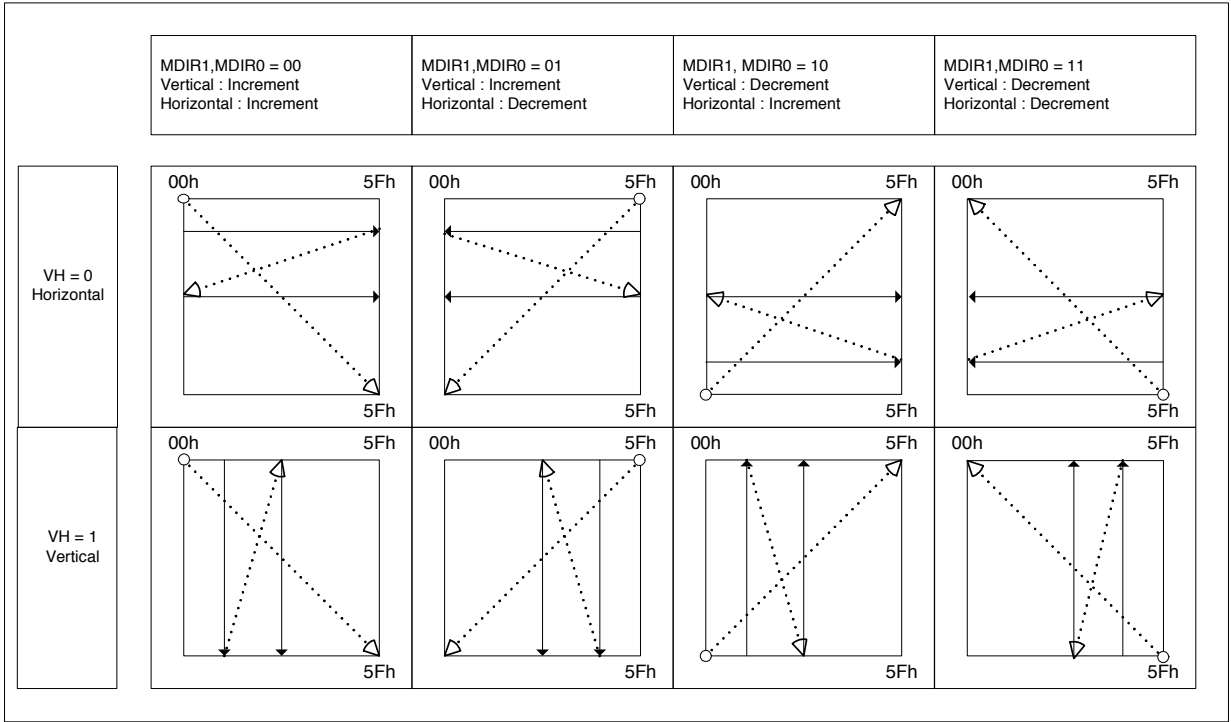 MDIR1,MDIR0 = 00
Vertical : Increment
Horizontal : Increment
MDIR1,MDIR0 = 01
Vertical : Increment
Horizontal : Decrement
MDIR1, MDIR0 = 10
Vertical : Decrement
Horizontal : Increment
MDIR1,MDIR0 = 11
Vertical : Decrement
Horizontal : Decrement
VH = 0
Horizontal
00h 5Fh
5Fh
00h 5Fh
5Fh
00h 5Fh
5Fh
00h 5Fh
5Fh
VH = 1
Vertical
00h 5Fh
5Fh
00h 5Fh
5Fh
00h 5Fh
5Fh
00h 5Fh
5Fh